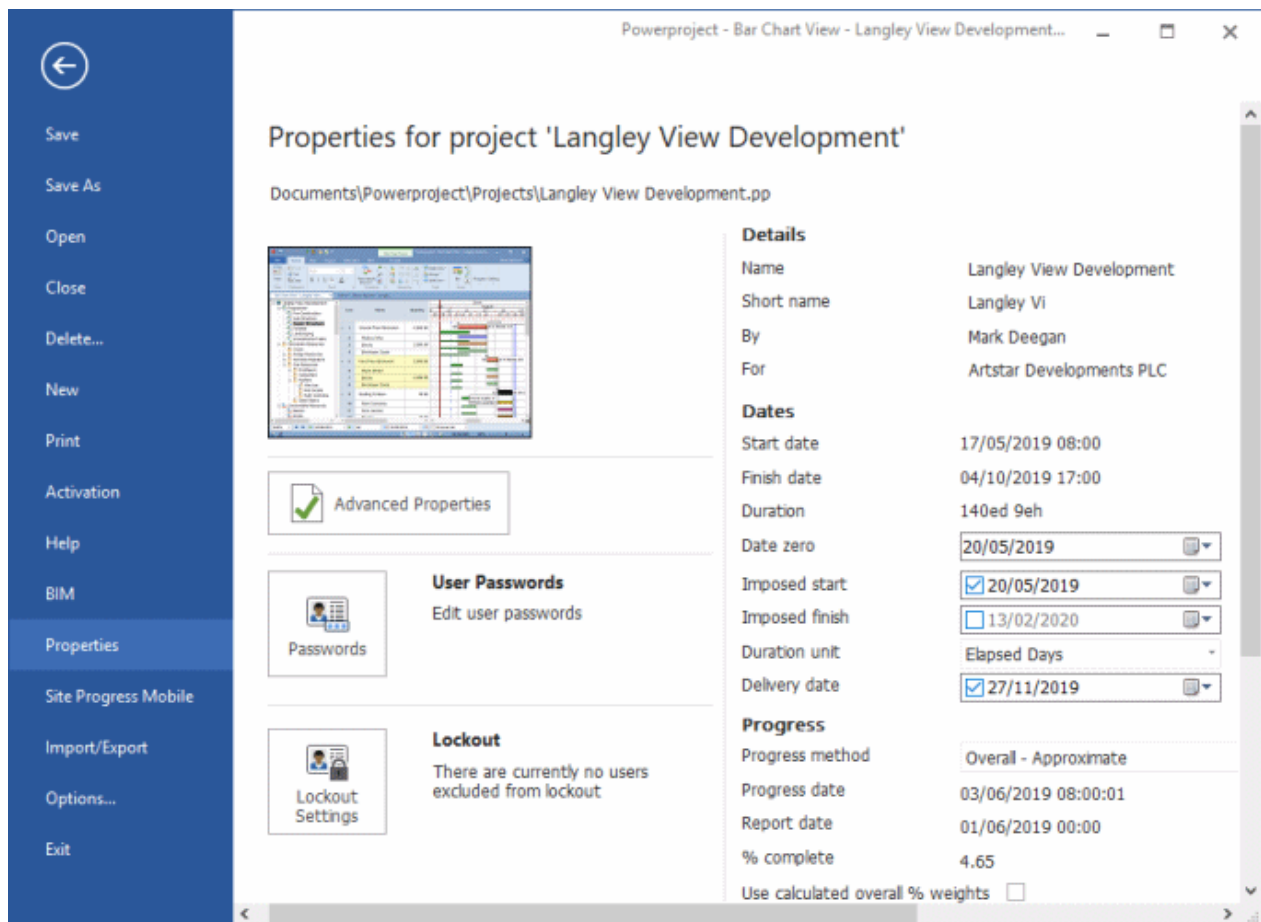 Powerproject - Bar Chart View - Langley View Development...
Save
Save As
Open
Close
Delete...
New
Print
Activation
Help
BIM
Properties
Site Progress Mobile
Import/Export
Options...
Exit
Properties for project 'Langley View Development'
Documents\Powerproject\Projects\Langley View Development.pp
Advanced Properties
Passwords
User Passwords
Edit user passwords
Lockout
Settings
Lockout
There are currently no users
excluded from lockout
Details
Name Langley View Development
Short name Langley Vi
By Mark Deegan
For Artstar Developments PLC
Dates
Start date 17/05/2019 08:00
Finish date 04/10/2019 17:00
Duration 140ed 9eh
Date zero 20/05/2019
Imposed start 20/05/2019
Imposed finish 13/02/2020
Duration unit Elapsed Days
Delivery date 27/11/2019
Progress
Progress method Overall - Approximate
Progress date 03/06/2019 08:00:01
Report date 01/06/2019 00:00
% complete 4.65
Use calculated overall % weights